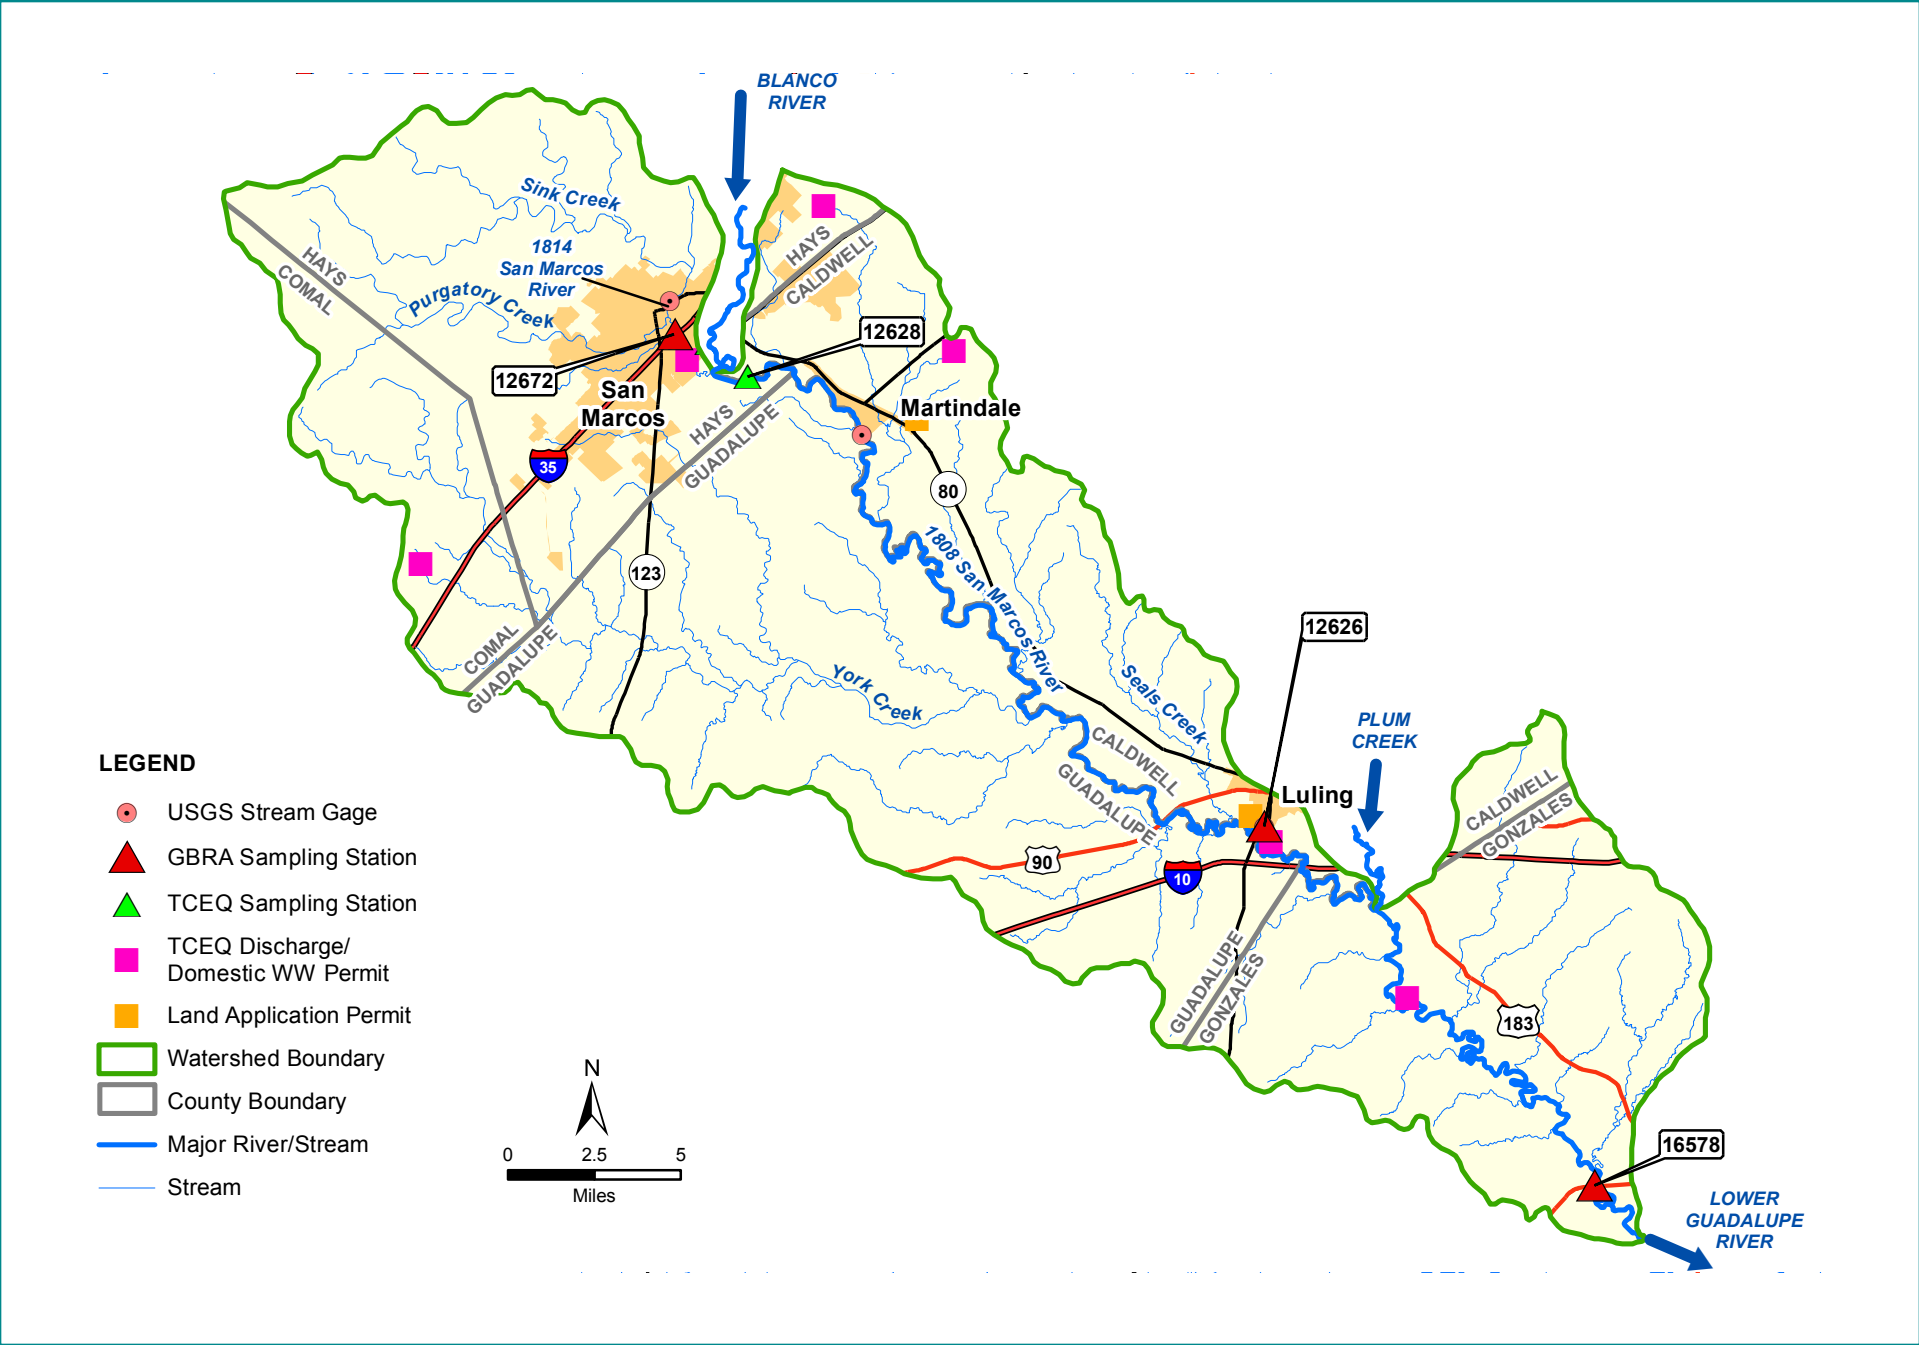 BLANCO
RIVER
Sink Creek
1814
San Marcos
River
Purgatory Creek
HAYS
COMAL
HAYS
CALDWELL
12628
12672
San
Marcos
Martindale
HAYS
GUADALUPE
35
80
123
1808 San Marcos River
COMAL
GUADALUPE
York Creek
Seals Creek
12626
PLUM
CREEK
CALDWELL
GUADALUPE
Luling
CALDWELL
GONZALES
90
10
GUADALUPE
GONZALES
183
16578
LOWER
GUADALUPE
RIVER
LEGEND
USGS Stream Gage
GBRA Sampling Station
TCEQ Sampling Station
TCEQ Discharge/
Domestic WW Permit
Land Application Permit
Watershed Boundary
County Boundary
Major River/Stream
Stream
N
0 2.5 5
Miles